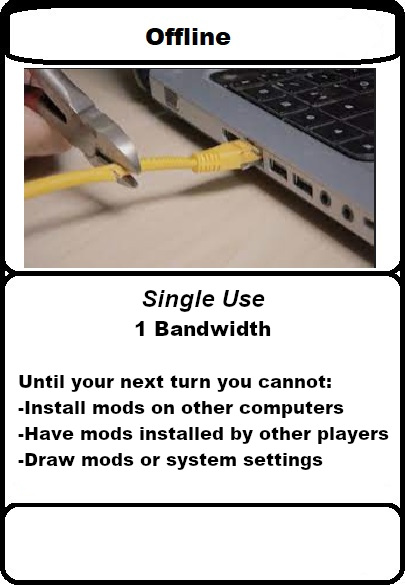 Offline
Single Use
1 Bandwidth
Until your next turn you cannot:
-Install mods on other computers
-Have mods installed by other players
-Draw mods or system settings